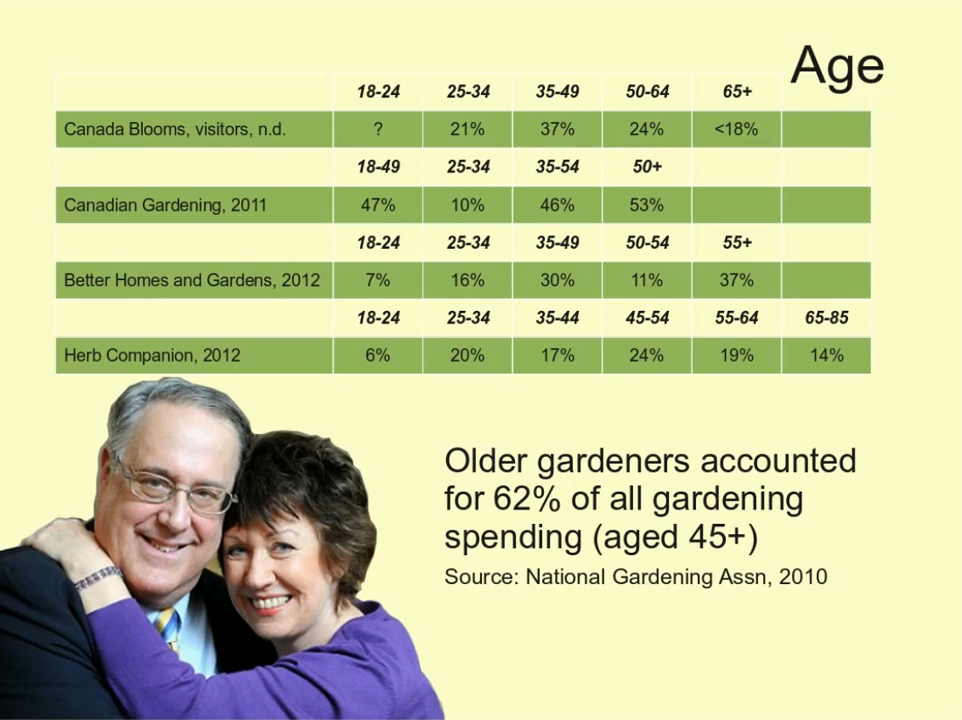 Age
18-24 25-34 35-49 50-64 65+
Canada Blooms, visitors, n.d. ? 21% 37% 24% <18%
18-49 25-34 35-54 50+
Canadian Gardening, 2011 47% 10% 46% 53%
18-24 25-34 35-49 50-54 55+
Better Homes and Gardens, 2012 7% 16% 30% 11% 37%
18-24 25-34 35-44 45-54 55-64 65-85
Herb Companion, 2012 6% 20% 17% 24% 19% 14%
Older gardeners accounted
for 62% of all gardening
spending (aged 45+)
Source: National Gardening Assn, 2010